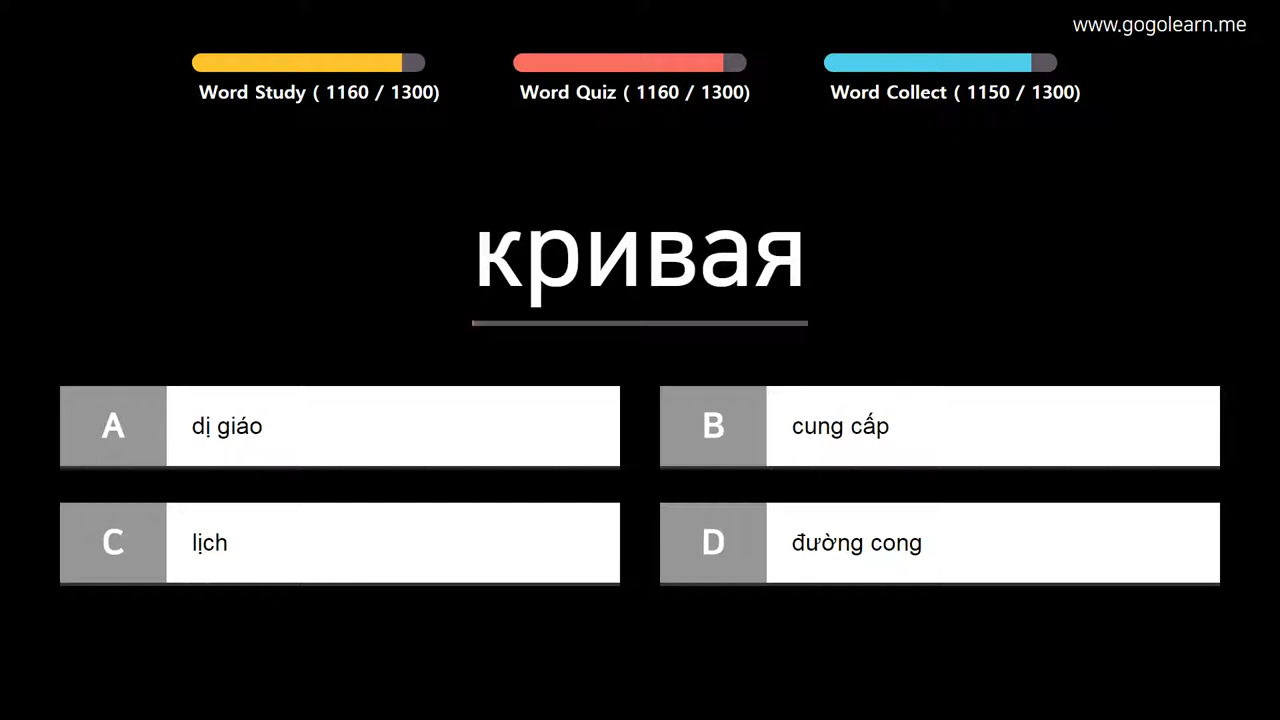 www.gogolearn.me
Word Study ( 1160 / 1300)
Word Quiz ( 1160 / 1300)
Word Collect ( 1150 / 1300)
кривая
A dị giáo
B cung cấp
C lịch
D đường cong